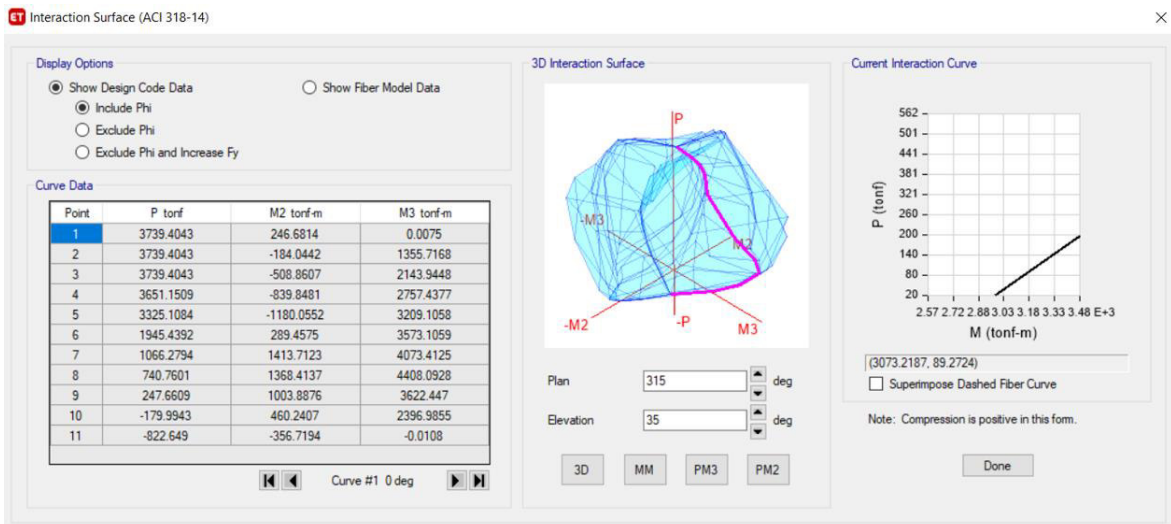 ET Interaction Surface (ACI 318-14)
Display Options
Show Design Code Data Show Fiber Model Data
Include Phi
Exclude Phi
Exclude Phi and Increase Fy
Curve Data
Point P tonf M2 tonf-m M3 tonf-m
1 3739.4043 246.6814 0.0075
2 3739.4043 -184.0442 1355.7168
3 3739.4043 -508.8607 2143.9448
4 3651.1509 -839.8481 2757.4377
5 3325.1084 -1180.0552 3209.1058
6 1945.4392 289.4575 3573.1059
7 1066.2794 1413.7123 4073.4125
8 740.7601 1368.4137 4408.0928
9 247.6609 1003.8876 3622.447
10 -179.9943 460.2407 2396.9855
11 -822.649 -356.7194 -0.0108
Curve #1 0 deg
3D Interaction Surface
P
-M3
M2
-M2
-P
M3
Plan 315 deg
Elevation 35 deg
3D MM PM3 PM2
Current Interaction Curve
562
501
441
381
321
260
200
140
80
20
P (tonf)
2.57 2.72 2.88 3.03 3.18 3.33 3.48 E+3
M (tonf-m)
(3073.2187, 89.2724)
Superimpose Dashed Fiber Curve
Note: Compression is positive in this form.
Done